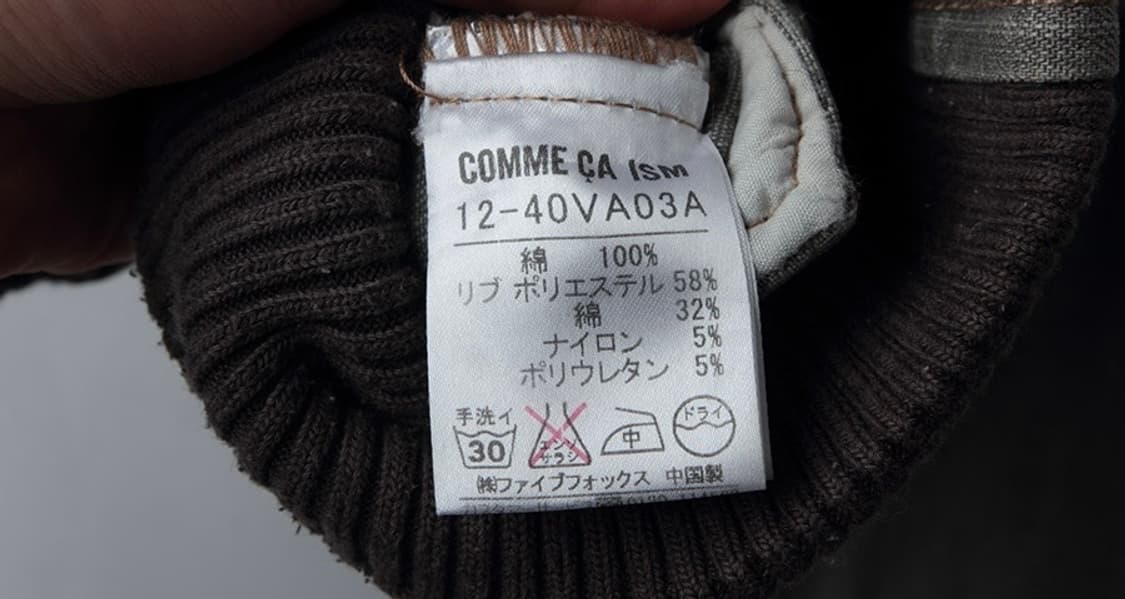 COMME ÇA ISM
12-40VA03A
綿 100%
リブ ポリエステル 58%
綿 32%
ナイロン 5%
ポリウレタン 5%
手洗イ
30
エンソ
サラシ
中
ドライ
㈱ファイブフォックス 中国製